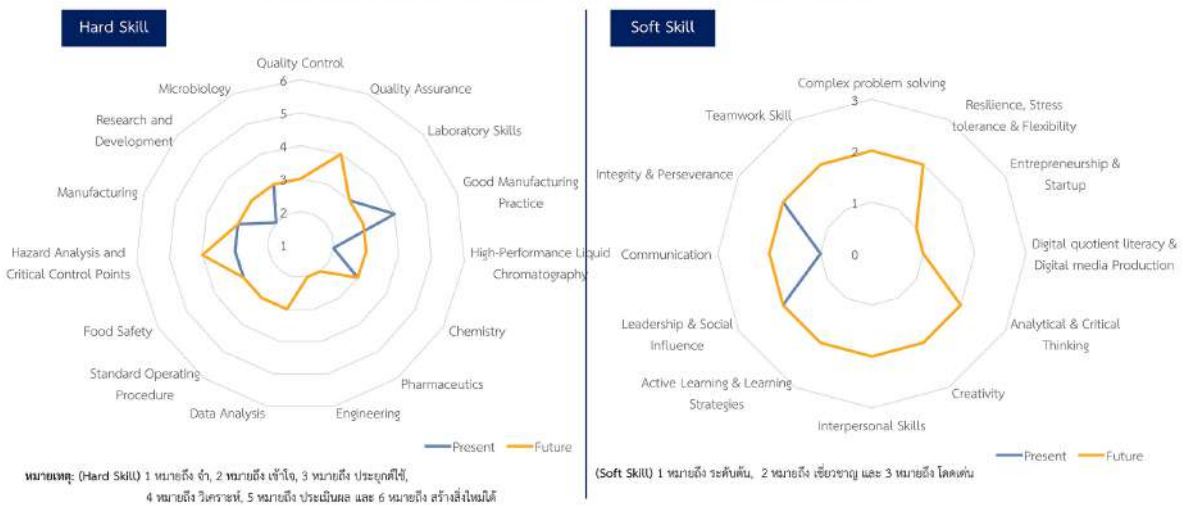 Hard Skill
Quality Control
Quality Assurance
Laboratory Skills
Good Manufacturing
Practice
High-Performance Liquid
Chromatography
Chemistry
Pharmaceutics
Engineering
Data Analysis
Standard Operating
Procedure
Food Safety
Hazard Analysis and
Critical Control Points
Manufacturing
Research and
Development
Microbiology
6
5
4
3
2
1
Present
Future
หมายเหตุ: (Hard Skill) 1 หมายถึง จำ, 2 หมายถึง เข้าใจ, 3 หมายถึง ประยุกต์ใช้,
4 หมายถึง วิเคราะห์, 5 หมายถึง ประเมินผล และ 6 หมายถึง สร้างสิ่งใหม่ได้
Soft Skill
Complex problem solving
Resilience, Stress
tolerance & Flexibility
Entrepreneurship &
Startup
Digital quotient literacy &
Digital media Production
Analytical & Critical
Thinking
Creativity
Interpersonal Skills
Active Learning & Learning
Strategies
Leadership & Social
Influence
Communication
Integrity & Perseverance
Teamwork Skill
3
2
1
0
Present
Future
(Soft Skill) 1 หมายถึง ระดับต้น, 2 หมายถึง เชี่ยวชาญ และ 3 หมายถึง โดดเด่น